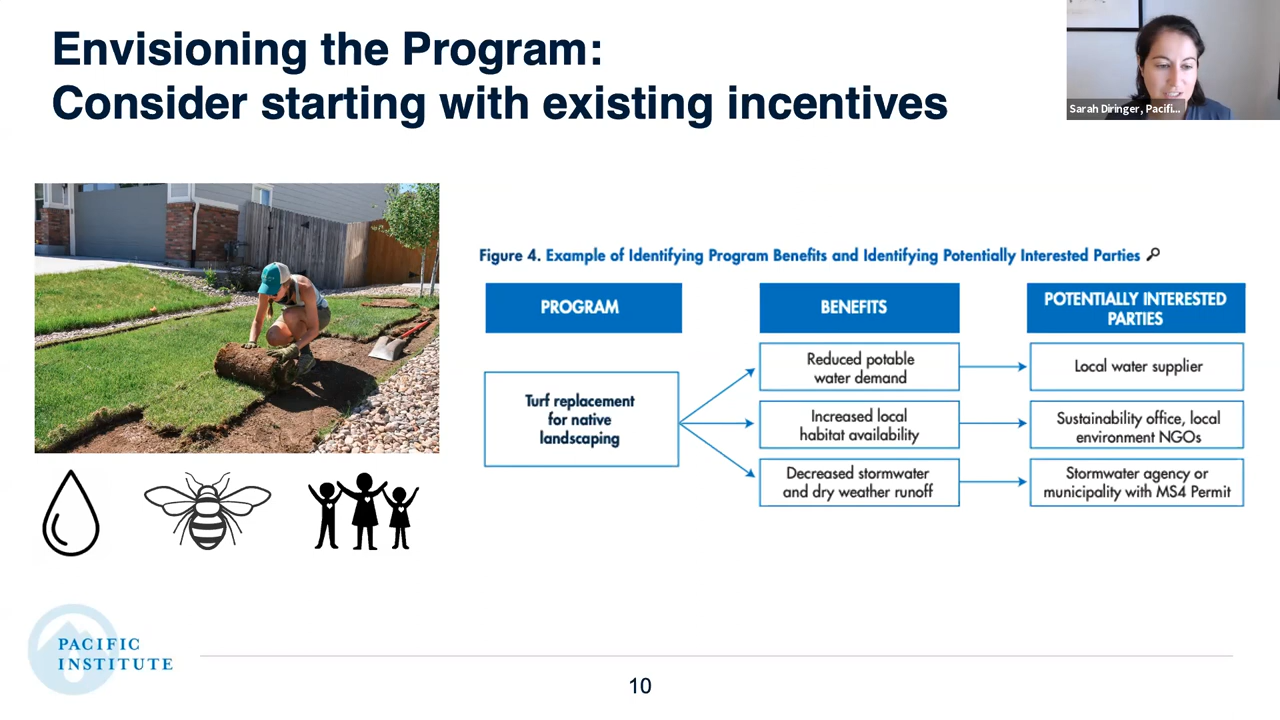 Envisioning the Program:
Consider starting with existing incentives
Sarah Diringer, Pacifi...
Figure 4. Example of Identifying Program Benefits and Identifying Potentially Interested Parties
PROGRAM
BENEFITS
POTENTIALLY INTERESTED
PARTIES
Turf replacement
for native
landscaping
Reduced potable
water demand
Local water supplier
Increased local
habitat availability
Sustainability office, local
environment NGOs
Decreased stormwater
and dry weather runoff
Stormwater agency or
municipality with MS4 Permit
PACIFIC
INSTITUTE
10